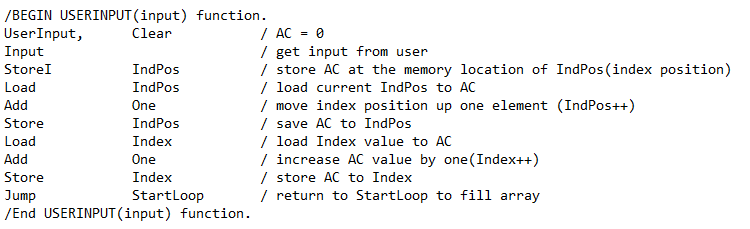 /BEGIN USERINPUT(input) function.
UserInput, Clear / AC = 0
Input / get input from user
StoreI IndPos / store AC at the memory location of IndPos(index position)
Load IndPos / load current IndPos to AC
Add One / move index position up one element (IndPos++)
Store IndPos / save AC to IndPos
Load Index / load Index value to AC
Add One / increase AC value by one(Index++)
Store Index / store AC to Index
Jump StartLoop / return to StartLoop to fill array
/End USERINPUT(input) function.